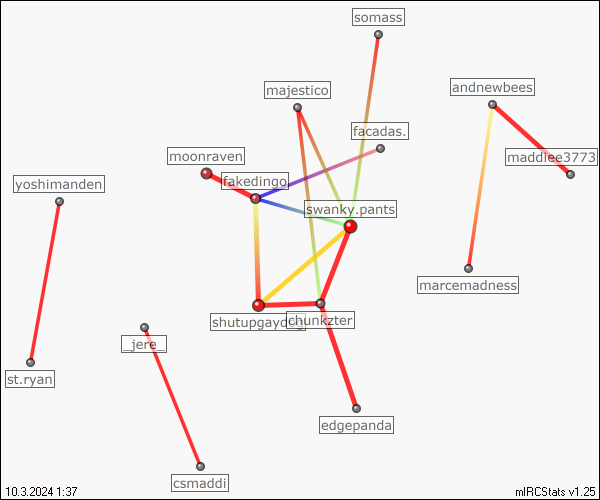 somass
majestico
andnewbees
facadas.
moonraven
maddiee3773
fakedingo
yoshimanden
swanky.pants
marcemadness
chunkzter
_jere_
st.ryan
edgepanda
csmaddi
10.3.2024 1:37
mIRCStats v1.25